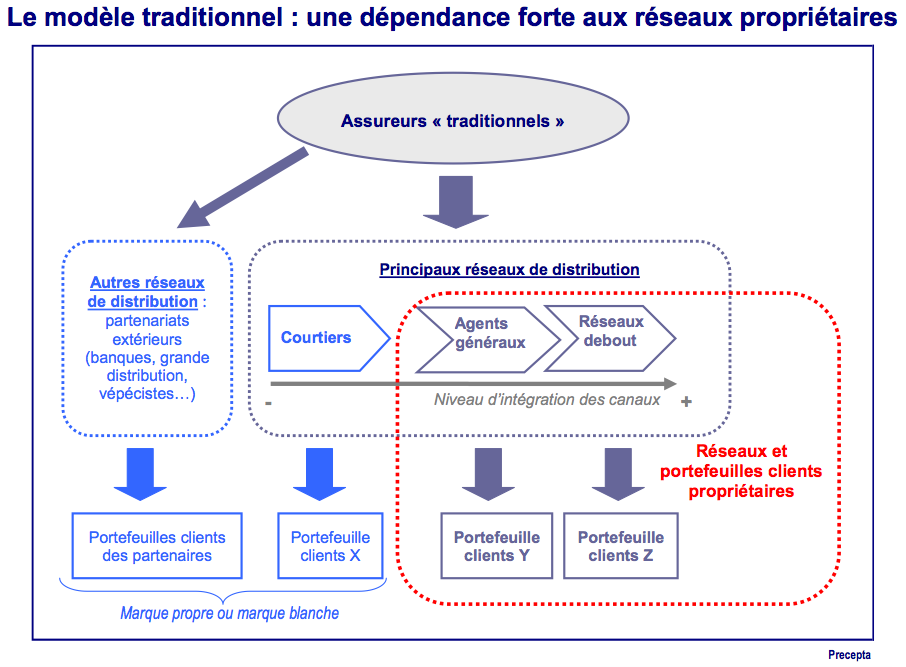 Le modèle traditionnel : une dépendance forte aux réseaux propriétaires
Assureurs « traditionnels »
Autres réseaux
de distribution :
partenariats
extérieurs
(banques, grande
distribution,
vépécistes…)
Principaux réseaux de distribution
Courtiers
Agents
généraux
Réseaux
debout
-
Niveau d’intégration des canaux
+
Réseaux et
portefeuilles clients
propriétaires
Portefeuilles clients
des partenaires
Portefeuille
clients X
Portefeuille
clients Y
Portefeuille
clients Z
Marque propre ou marque blanche
Precepta